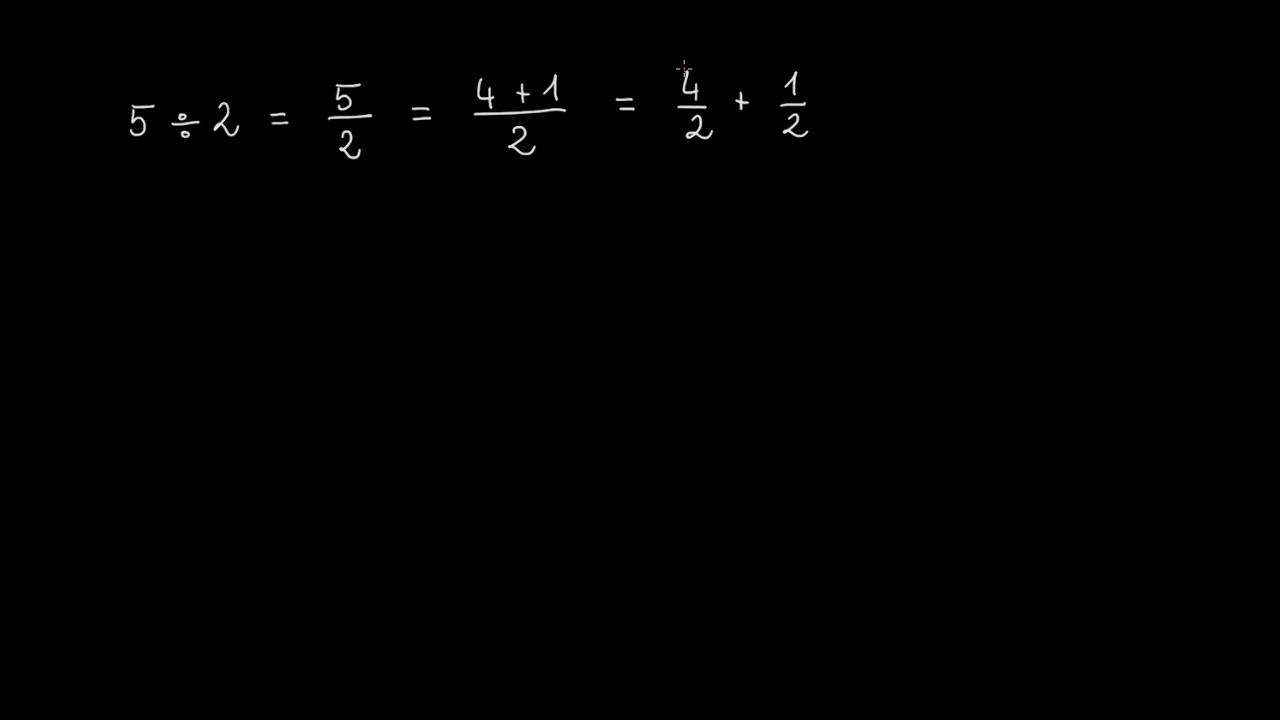 5 ÷ 2 = 5/2 = (4 + 1)/2 = 4/2 + 1/2